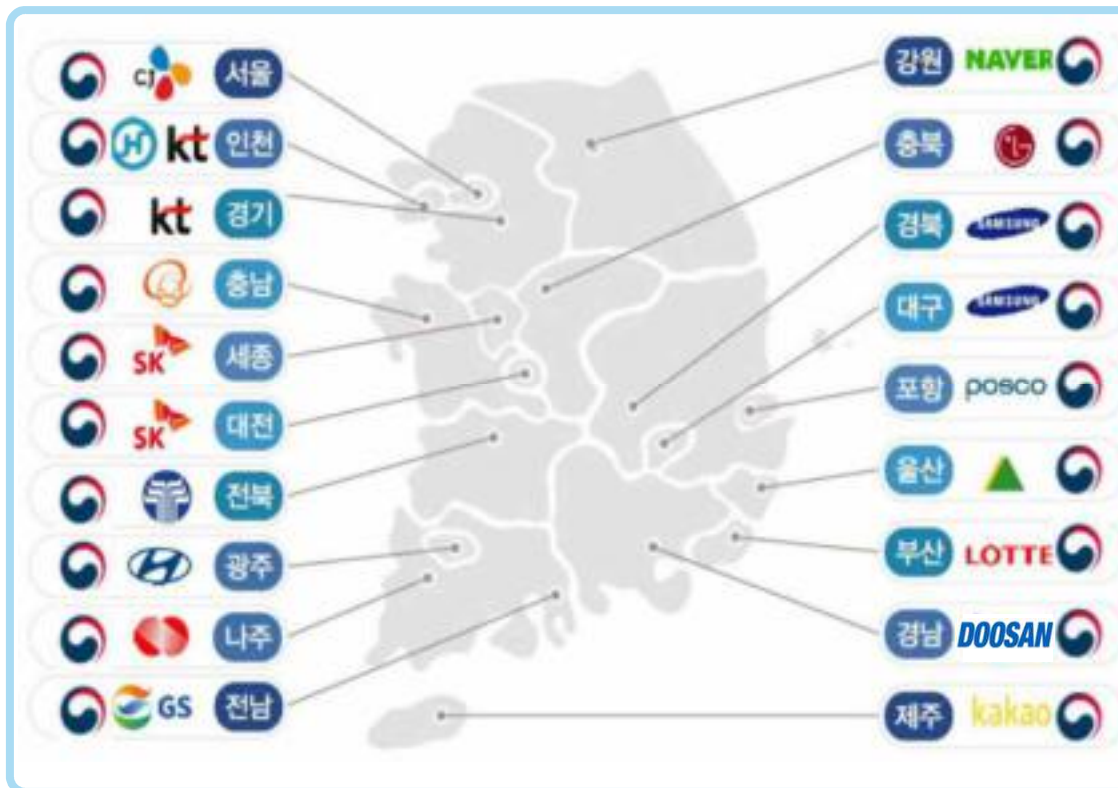 CJ 서울
H kt 인천
kt 경기
충남
SK 세종
SK 대전
전북
광주
나주
GS 전남
강원 NAVER
충북 LG
경북 SAMSUNG
대구 SAMSUNG
포항 posco
울산
부산 LOTTE
경남 DOOSAN
제주 kakao